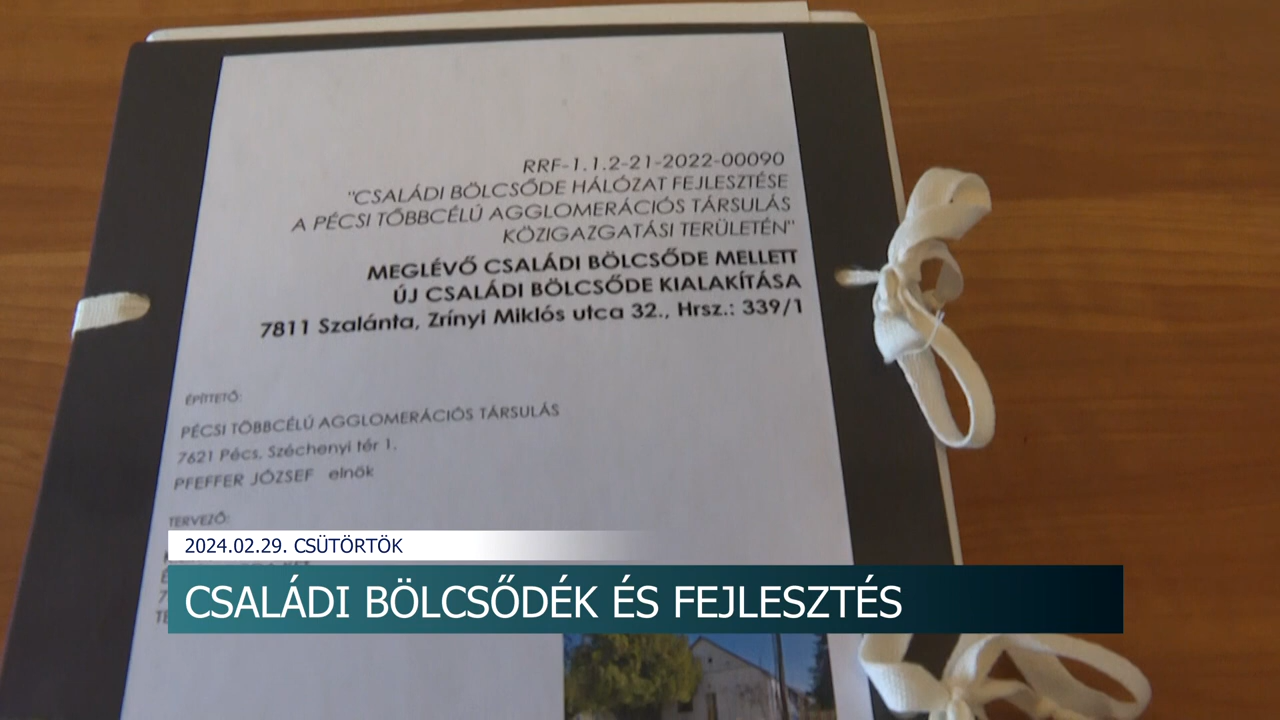 RRF-1.1.2-21-2022-00090
"CSALÁDI BÖLCSŐDE HÁLÓZAT FEJLESZTÉSE
A PÉCSI TÖBBCÉLÚ AGGLOMERÁCIÓS TÁRSULÁS
KÖZIGAZGATÁSI TERÜLETÉN"
MEGLÉVŐ CSALÁDI BÖLCSŐDE MELLETT
ÚJ CSALÁDI BÖLCSŐDE KIALAKÍTÁSA
7811 Szalánta, Zrínyi Miklós utca 32., Hrsz.: 339/1
ÉPÍTTETŐ:
PÉCSI TÖBBCÉLÚ AGGLOMERÁCIÓS TÁRSULÁS
7621 Pécs, Széchenyi tér 1.
PFEFFER JÓZSEF elnök
TERVEZŐ:
2024.02.29. CSÜTÖRTÖK
CSALÁDI BÖLCSŐDÉK ÉS FEJLESZTÉS